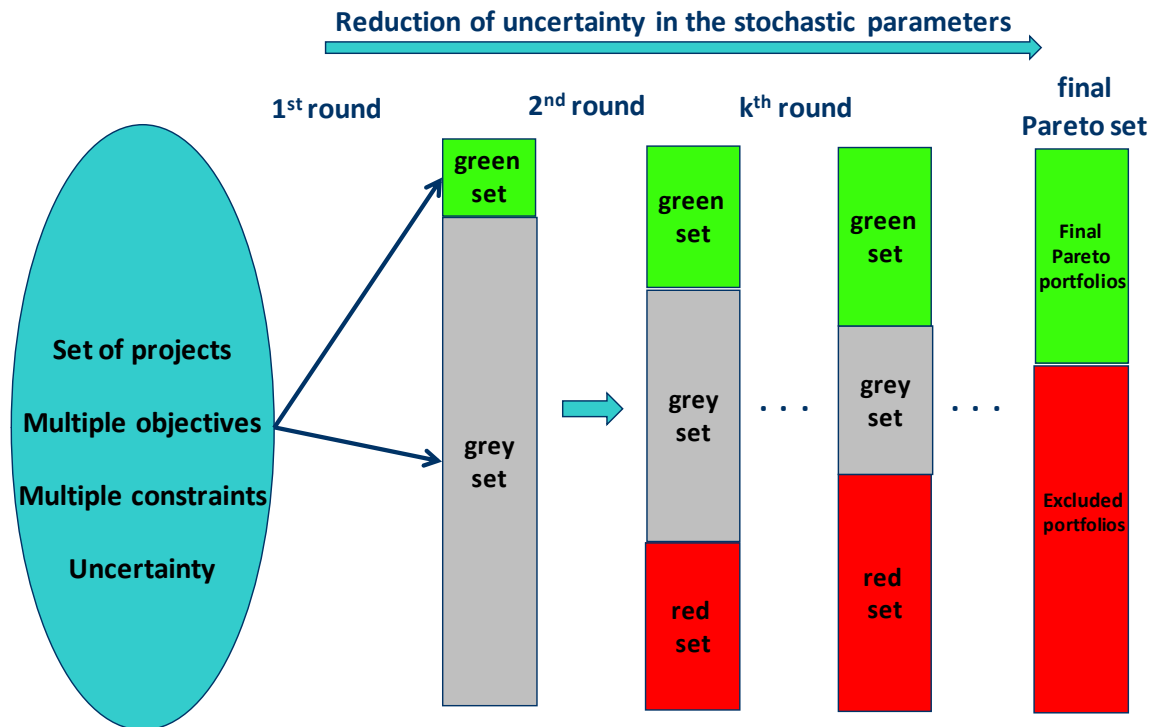 Reduction of uncertainty in the stochastic parameters
1st round
2nd round
kth round
final
Pareto set
Set of projects
Multiple objectives
Multiple constraints
Uncertainty
green
set
grey
set
green
set
grey
set
red
set
. . .
green
set
grey
set
red
set
. . .
Final
Pareto
portfolios
Excluded
portfolios